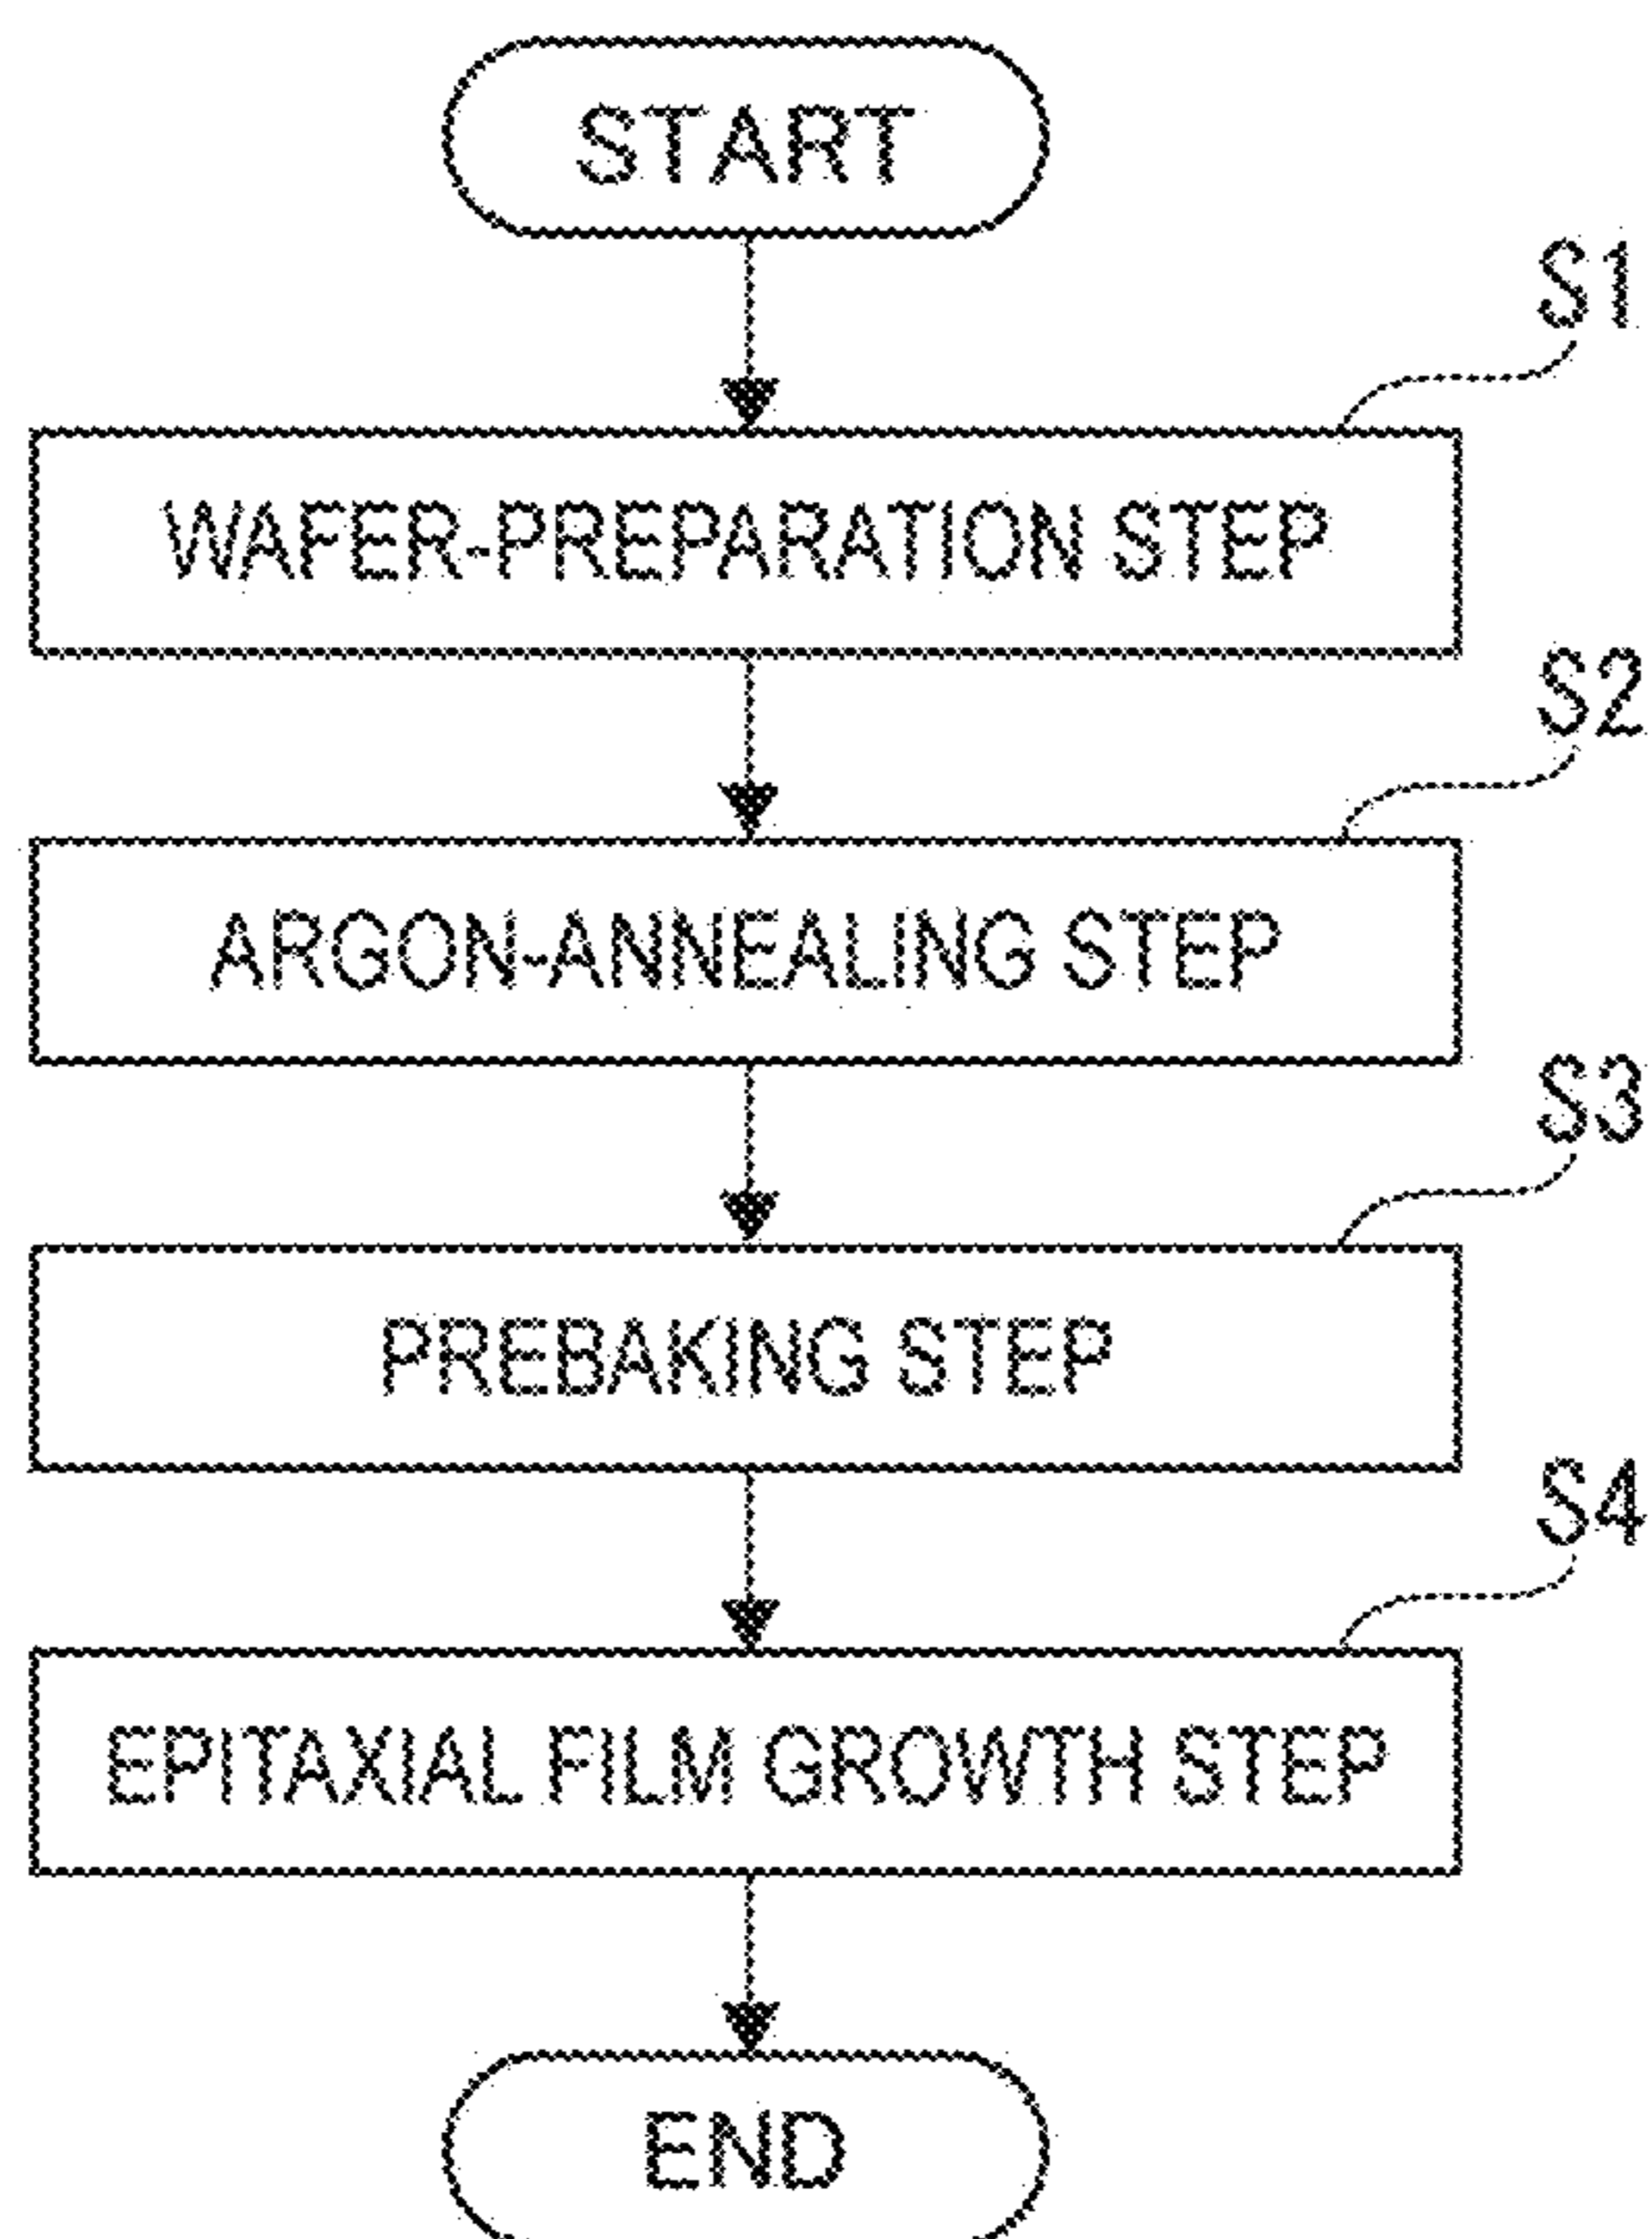 START
S1
WAFER-PREPARATION STEP
S2
ARGON-ANNEALING STEP
S3
PREBAKING STEP
S4
EPITAXIAL FILM GROWTH STEP
END